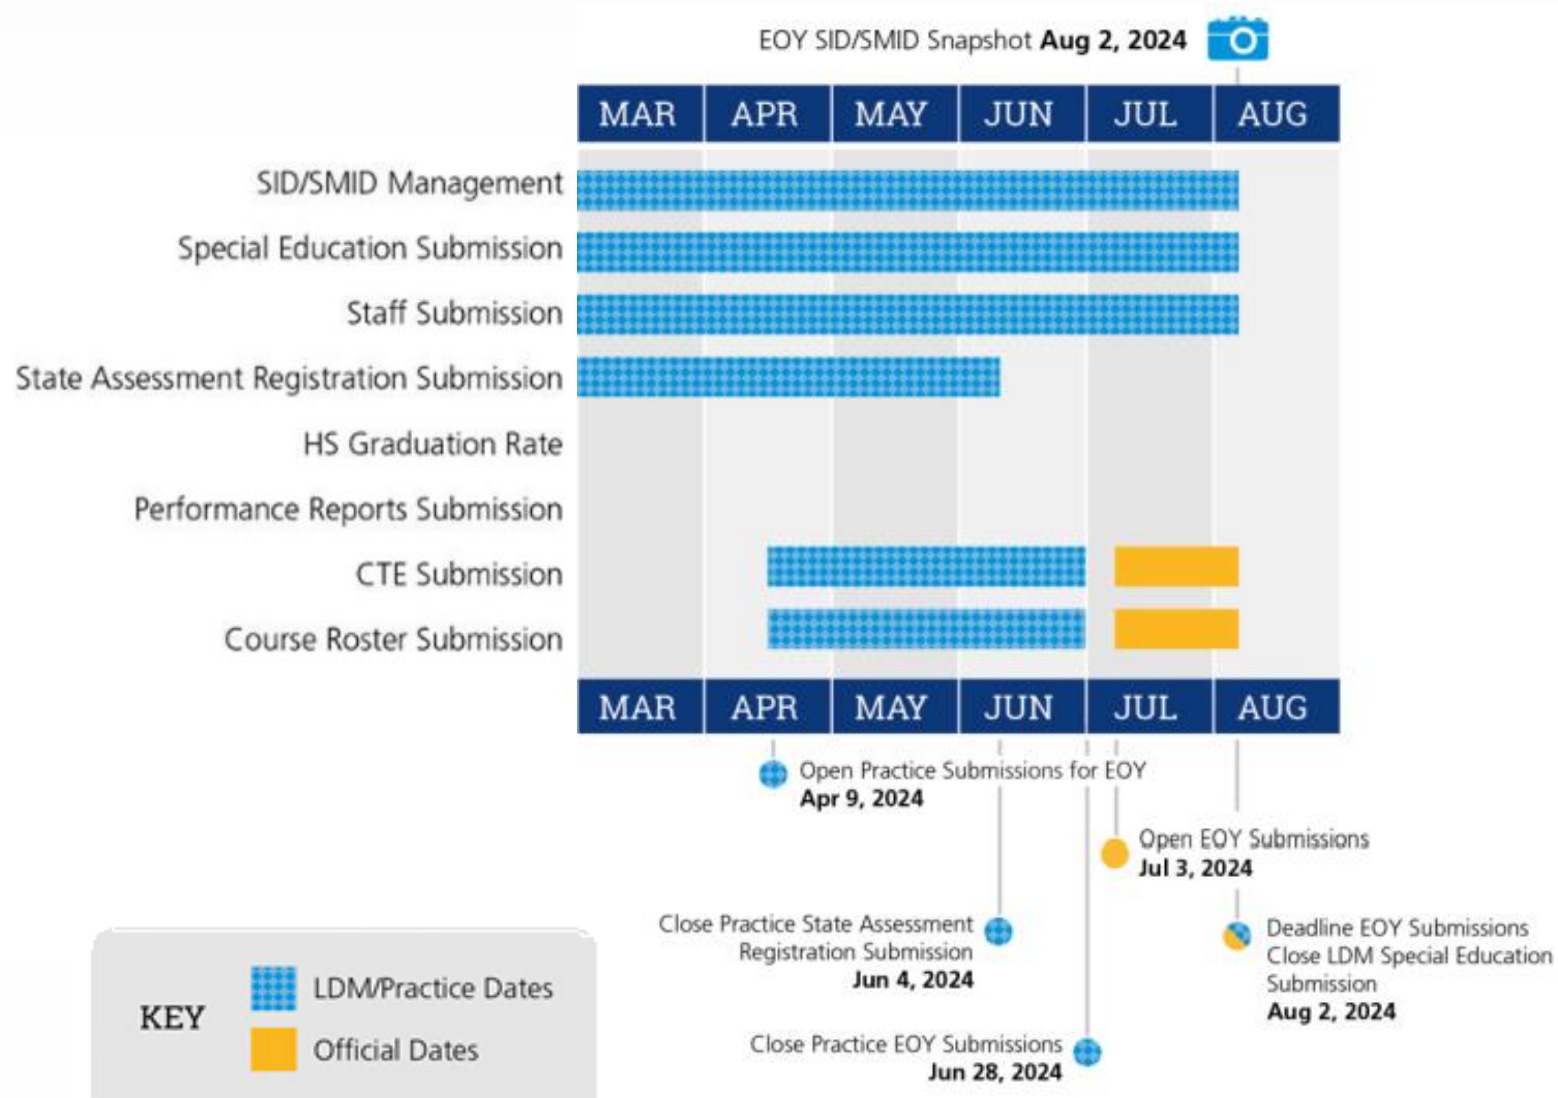 EOY SID/SMID Snapshot Aug 2, 2024
MAR APR MAY JUN JUL AUG
SID/SMID Management
Special Education Submission
Staff Submission
State Assessment Registration Submission
HS Graduation Rate
Performance Reports Submission
CTE Submission
Course Roster Submission
MAR APR MAY JUN JUL AUG
Open Practice Submissions for EOY
Apr 9, 2024
Open EOY Submissions
Jul 3, 2024
Close Practice State Assessment
Registration Submission
Jun 4, 2024
Deadline EOY Submissions
Close LDM Special Education
Submission
Aug 2, 2024
Close Practice EOY Submissions
Jun 28, 2024
KEY
LDM/Practice Dates
Official Dates